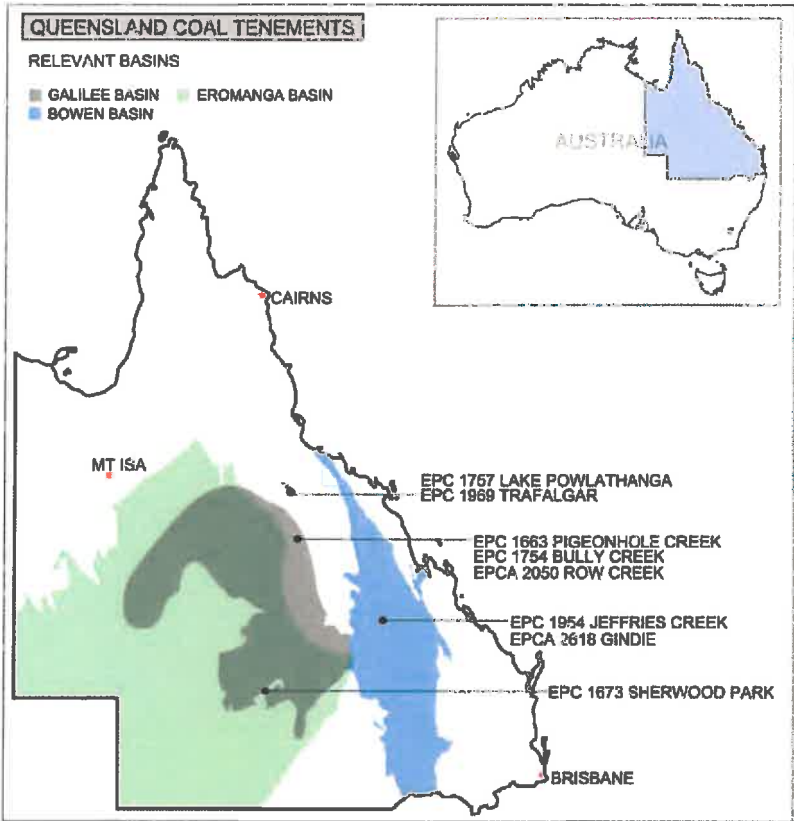 QUEENSLAND COAL TENEMENTS
RELEVANT BASINS
GALILEE BASIN
EROMANGA BASIN
BOWEN BASIN
AUSTRALIA
CAIRNS
MT ISA
EPC 1757 LAKE POWLATHANGA
EPC 1969 TRAFALGAR
EPC 1663 PIGEONHOLE CREEK
EPC 1754 BULLY CREEK
EPCA 2050 ROW CREEK
EPC 1954 JEFFRIES CREEK
EPCA 2618 GINDIE
EPC 1673 SHERWOOD PARK
BRISBANE